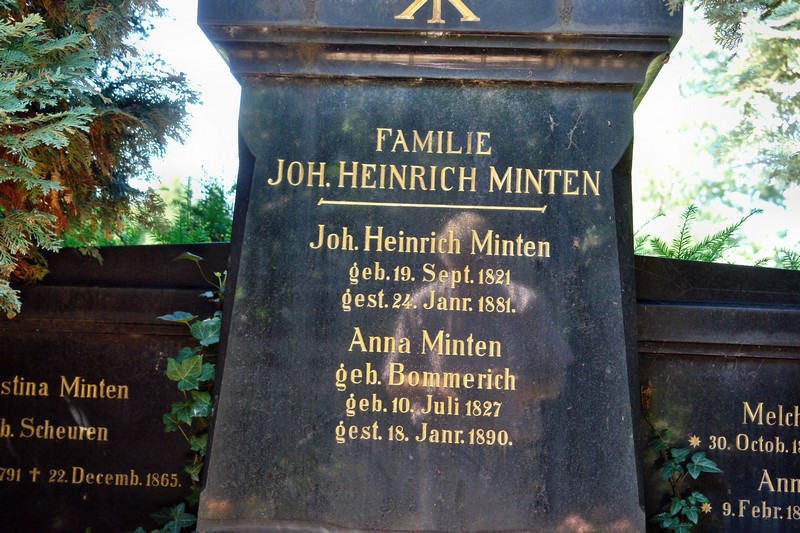 FAMILIE
JOH. HEINRICH MINTEN
Joh. Heinrich Minten
geb. 19. Sept. 1821
gest. 24. Janr. 1881.
Anna Minten
geb. Bommerich
geb. 10. Juli 1827
gest. 18. Janr. 1890.
stina Minten
b. Scheuren
791 † 22. Decemb. 1865.
Melch
* 30. Octob. 18
Ann
* 9. Febr. 18